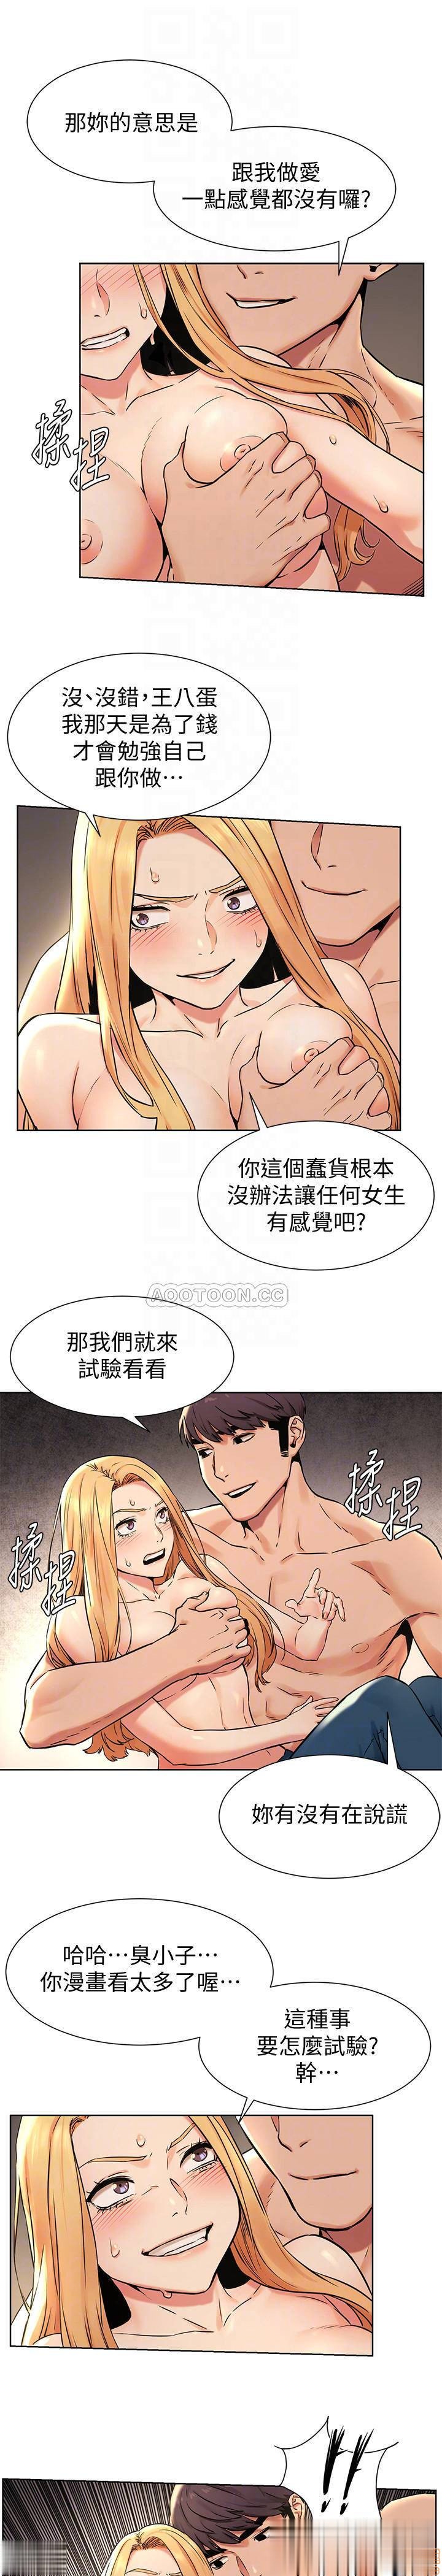 那妳的意思是
跟我做愛
一點感覺都沒有囉?
揉捏
沒、沒錯，王八蛋
我那天是為了錢
才會勉強自己
跟你做…
你這個蠢貨根本
沒辦法讓任何女生
有感覺吧?
AOOTOON.CC
那我們就來
試驗看看
揉捏
揉捏
妳有沒有在說謊
哈哈…臭小子…
你漫畫看太多了喔…
這種事
要怎麼試驗?
幹…
!!